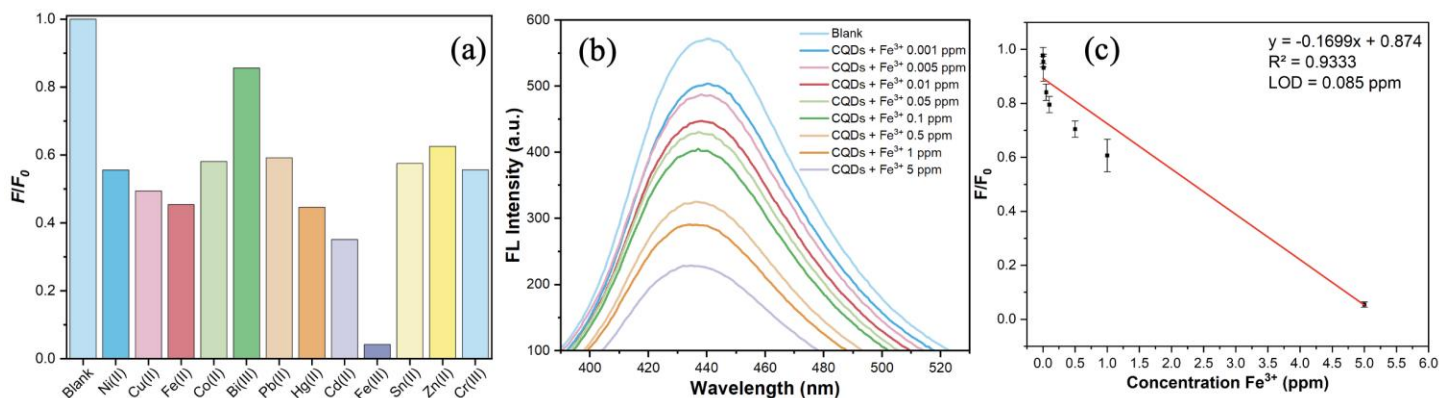 (a)
F/F0
1.0
0.8
0.6
0.4
0.2
0.0
Blank
Ni(II)
Cu(II)
Fe(II)
Co(II)
Bi(III)
Pb(II)
Hg(II)
Cd(II)
Fe(III)
Sn(II)
Zn(II)
Cr(III)
(b)
FL Intensity (a.u.)
600
500
400
300
200
100
Blank
CQDs + Fe³⁺ 0.001 ppm
CQDs + Fe³⁺ 0.005 ppm
CQDs + Fe³⁺ 0.01 ppm
CQDs + Fe³⁺ 0.05 ppm
CQDs + Fe³⁺ 0.1 ppm
CQDs + Fe³⁺ 0.5 ppm
CQDs + Fe³⁺ 1 ppm
CQDs + Fe³⁺ 5 ppm
400 420 440 460 480 500 520
Wavelength (nm)
(c)
y = -0.1699x + 0.874
R² = 0.9333
LOD = 0.085 ppm
F/F0
1.0
0.8
0.6
0.4
0.2
0.0
0.0 0.5 1.0 1.5 2.0 2.5 3.0 3.5 4.0 4.5 5.0 5.5 6.0
Concentration Fe³⁺ (ppm)